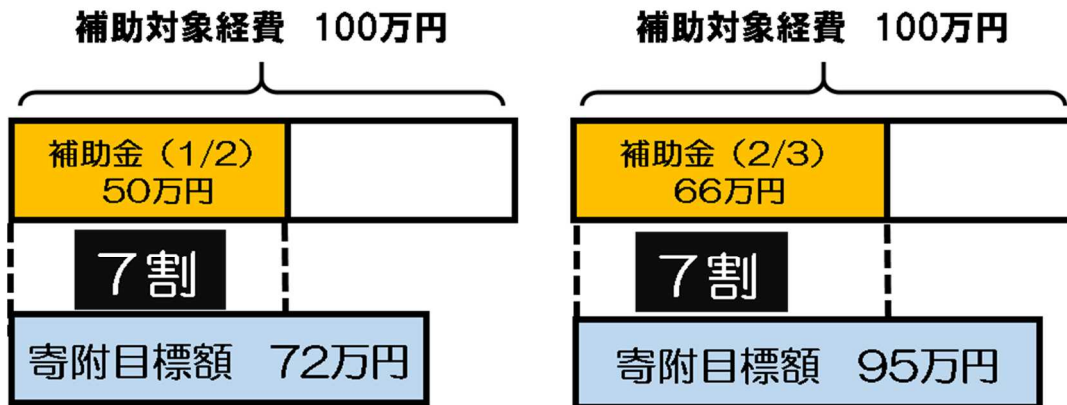 補助対象経費　100万円
補助金（1/2）
50万円
7割
寄附目標額　72万円
補助対象経費　100万円
補助金（2/3）
66万円
7割
寄附目標額　95万円